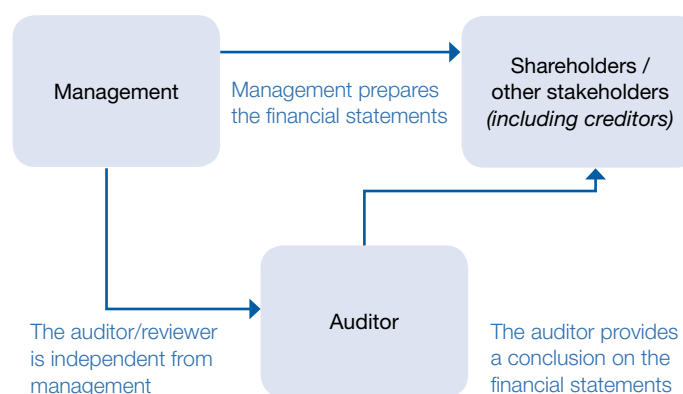 Management
Management prepares
the financial statements
Shareholders /
other stakeholders
(including creditors)
Auditor
The auditor/reviewer
is independent from
management
The auditor provides
a conclusion on the
financial statements